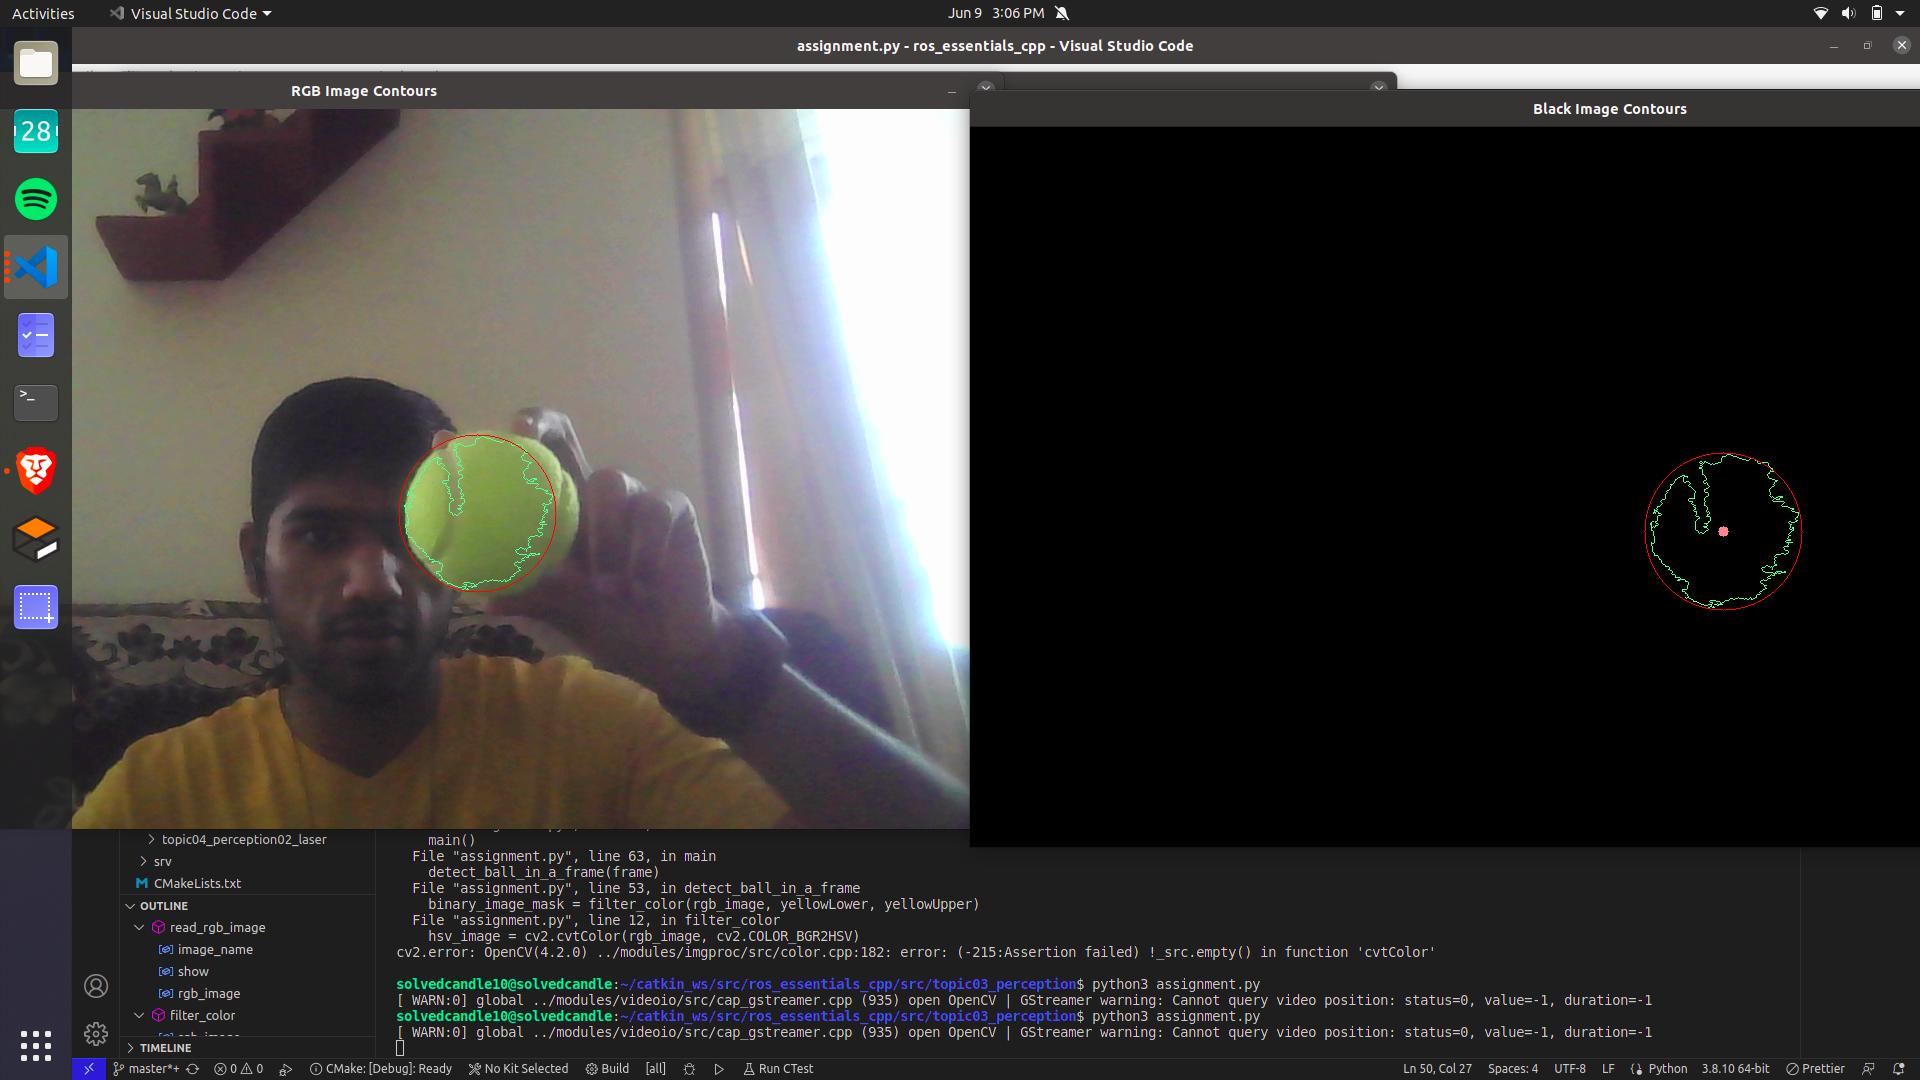 Activities
Visual Studio Code
Jun 9 3:06 PM
assignment.py - ros_essentials_cpp - Visual Studio Code
RGB Image Contours
Black Image Contours
28
>_
topic04_perception02_laser
srv
CMakeLists.txt
OUTLINE
read_rgb_image
image_name
show
rgb_image
filter_color
TIMELINE
main()
File "assignment.py", line 63, in main
detect_ball_in_a_frame(frame)
File "assignment.py", line 53, in detect_ball_in_a_frame
binary_image_mask = filter_color(rgb_image, yellowLower, yellowUpper)
File "assignment.py", line 12, in filter_color
hsv_image = cv2.cvtColor(rgb_image, cv2.COLOR_BGR2HSV)
cv2.error: OpenCV(4.2.0) ../modules/imgproc/src/color.cpp:182: error: (-215:Assertion failed) !_src.empty() in function 'cvtColor'
solvedcandle10@solvedcandle:~/catkin_ws/src/ros_essentials_cpp/src/topic03_perception$ python3 assignment.py
[ WARN:0] global ../modules/videoio/src/cap_gstreamer.cpp (935) open OpenCV | GStreamer warning: Cannot query video position: status=0, value=-1, duration=-1
solvedcandle10@solvedcandle:~/catkin_ws/src/ros_essentials_cpp/src/topic03_perception$ python3 assignment.py
[ WARN:0] global ../modules/videoio/src/cap_gstreamer.cpp (935) open OpenCV | GStreamer warning: Cannot query video position: status=0, value=-1, duration=-1
master*+ 0 0 CMake: [Debug]: Ready No Kit Selected Build [all] Run CTest Ln 50, Col 27 Spaces: 4 UTF-8 LF Python 3.8.10 64-bit Prettier